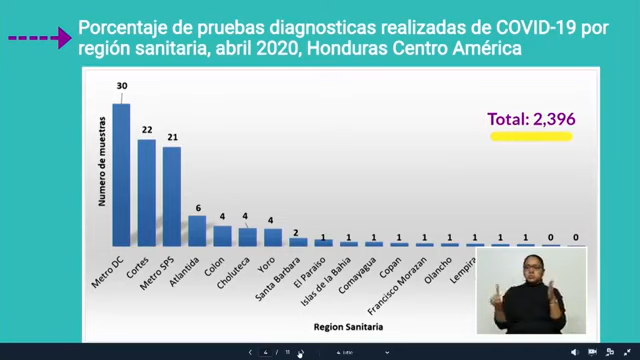 Porcentaje de pruebas diagnosticas realizadas de COVID-19 por
región sanitaria, abril 2020, Honduras Centro América
Total: 2,396
Numero de muestras
30
22
21
6
4
4
4
2
1
1
1
1
1
1
1
1
1
0
0
Metro DC
Cortes
Metro SPS
Atlantida
Colon
Choluteca
Yoro
Santa Barbara
El Paraiso
Islas de la Bahia
Comayagua
Copan
Francisco Morazan
Olancho
Lempira
Region Sanitaria
4 / 11